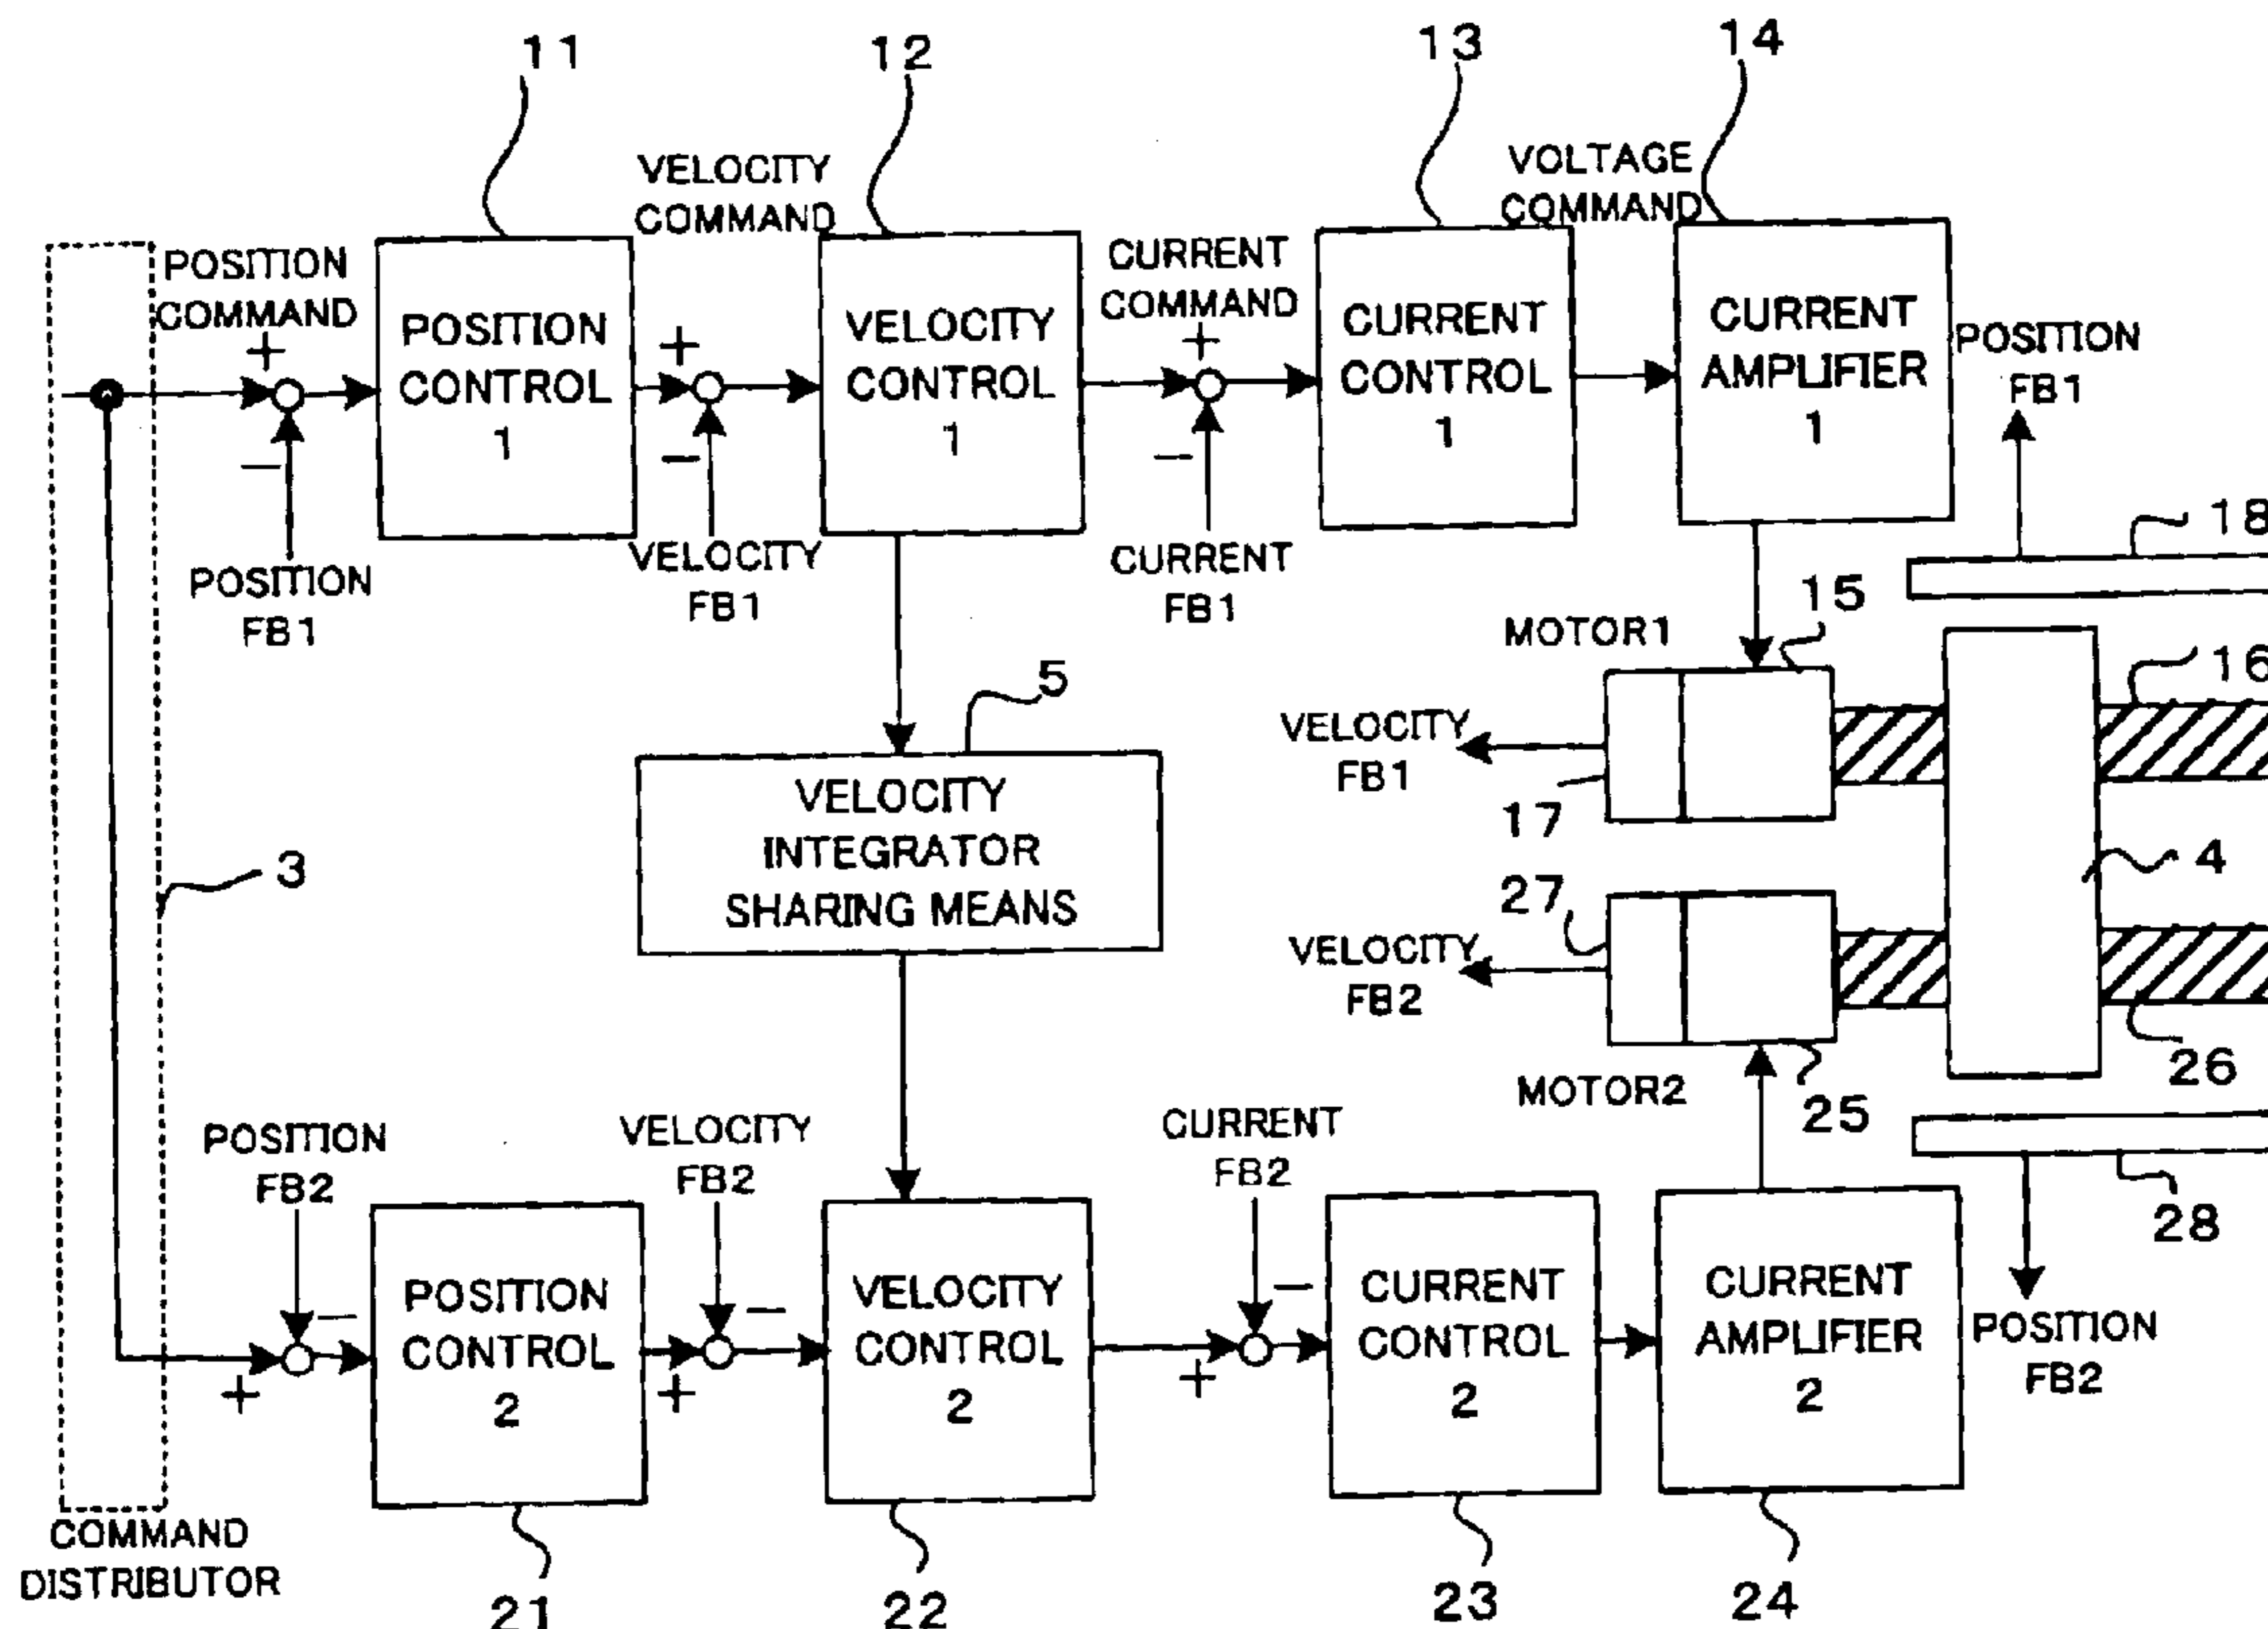 11
12
13
14
VELOCITY
COMMAND
VOLTAGE
COMMAND
POSITION
COMMAND
+
−
POSITION
FB1
POSITION
CONTROL
1
+
−
VELOCITY
FB1
VELOCITY
CONTROL
1
CURRENT
COMMAND
+
−
CURRENT
FB1
CURRENT
CONTROL
1
CURRENT
AMPLIFIER
1
POSITION
FB1
18
MOTOR1
15
16
VELOCITY
FB1
17
5
VELOCITY
INTEGRATOR
SHARING MEANS
3
4
27
VELOCITY
FB2
26
MOTOR2
25
28
POSITION
FB2
−
+
POSITION
CONTROL
2
VELOCITY
FB2
−
+
VELOCITY
CONTROL
2
CURRENT
FB2
−
+
CURRENT
CONTROL
2
CURRENT
AMPLIFIER
2
POSITION
FB2
COMMAND
DISTRIBUTOR
21
22
23
24